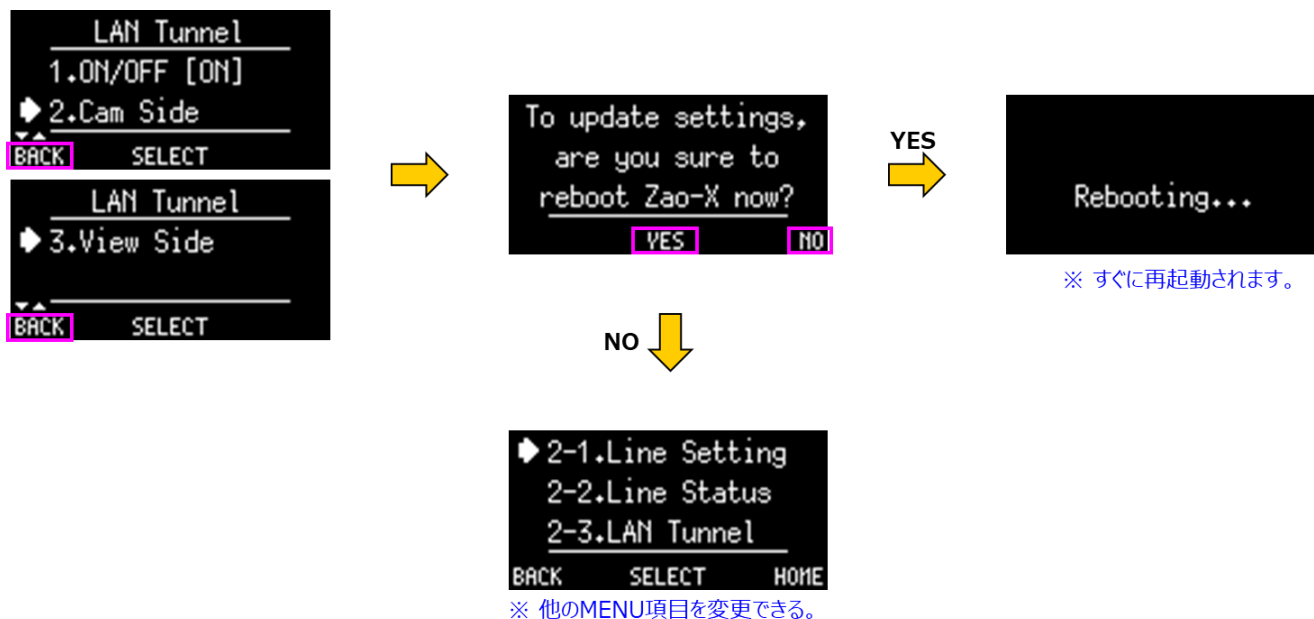 LAN Tunnel
1.ON/OFF [ON]
2.Cam Side
BACK SELECT
LAN Tunnel
3.View Side
BACK SELECT
To update settings,
are you sure to
reboot Zao-X now?
YES NO
YES
Rebooting...
※ すぐに再起動されます。
NO
2-1.Line Setting
2-2.Line Status
2-3.LAN Tunnel
BACK SELECT HOME
※ 他のMENU項目を変更できる。